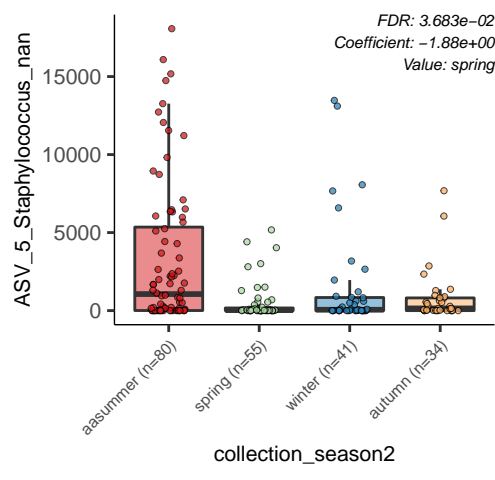 FDR: 3.683e−02
Coefficient: −1.88e+00
Value: spring
ASV_5_Staphylococcus_nan
15000
10000
5000
0
aasummer (n=80)
spring (n=55)
winter (n=41)
autumn (n=34)
collection_season2